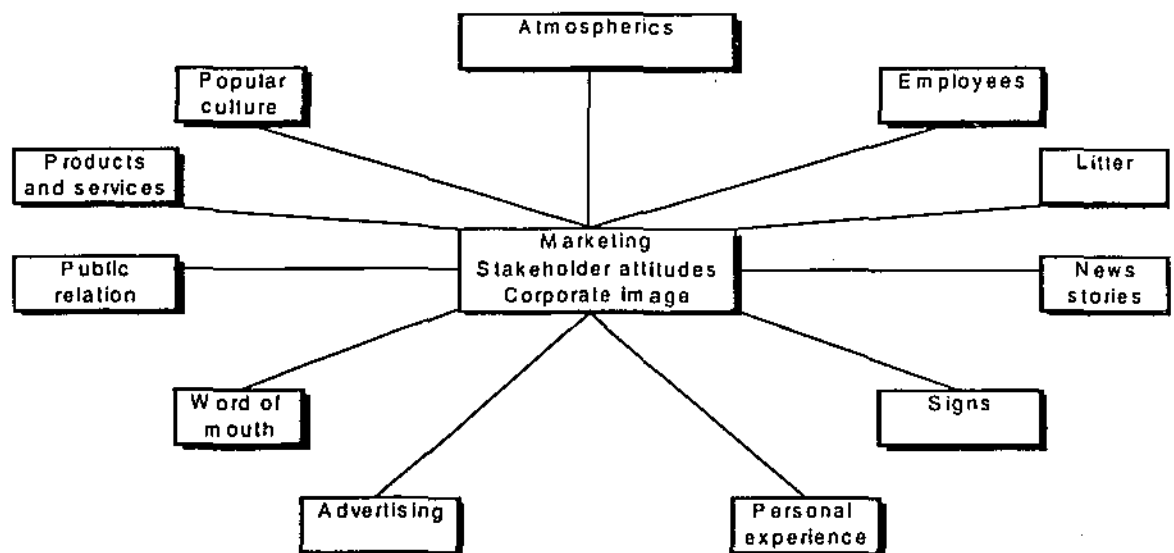 Atmospherics
Popular
culture
Employees
Products
and services
Litter
Marketing
Stakeholder attitudes
Corporate image
Public
relation
News
stories
Word of
mouth
Signs
Advertising
Personal
experience